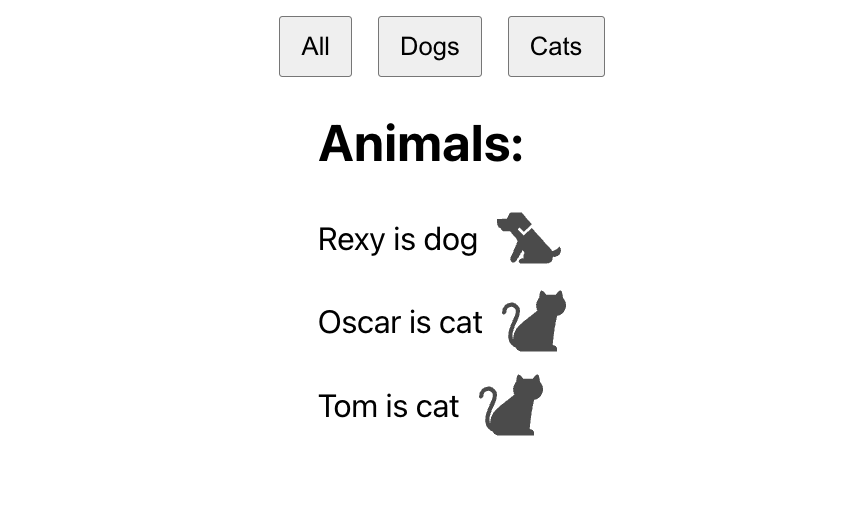 All Dogs Cats
Animals:
Rexy is dog
Oscar is cat
Tom is cat